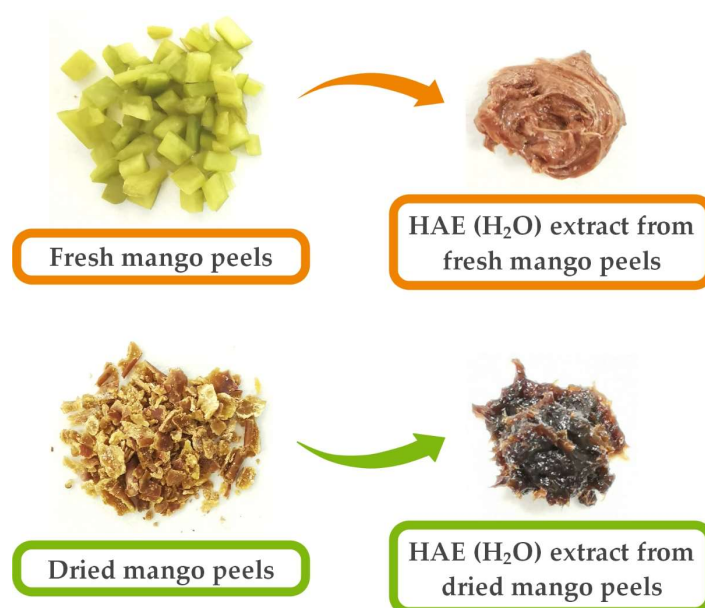 Fresh mango peels
HAE (H₂O) extract from
fresh mango peels
Dried mango peels
HAE (H₂O) extract from
dried mango peels